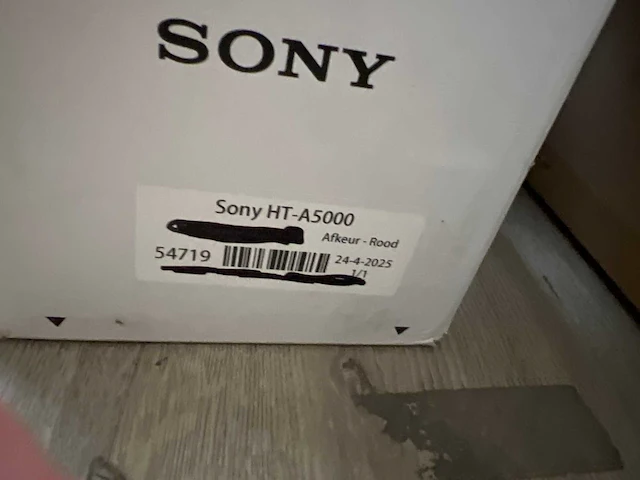 SONY
Sony HT-A5000
Afkeur - Rood
54719
24-4-2025
1/1